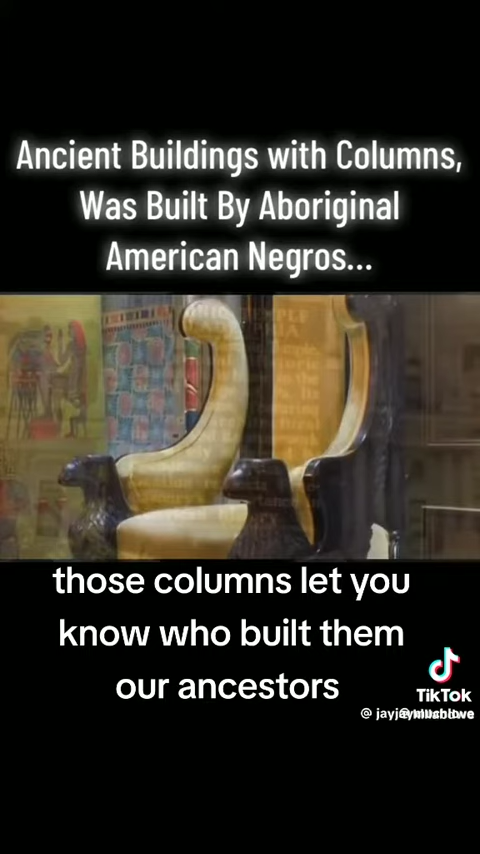 Ancient Buildings with Columns,
Was Built By Aboriginal
American Negros...
those columns let you
know who built them
our ancestors
TikTok